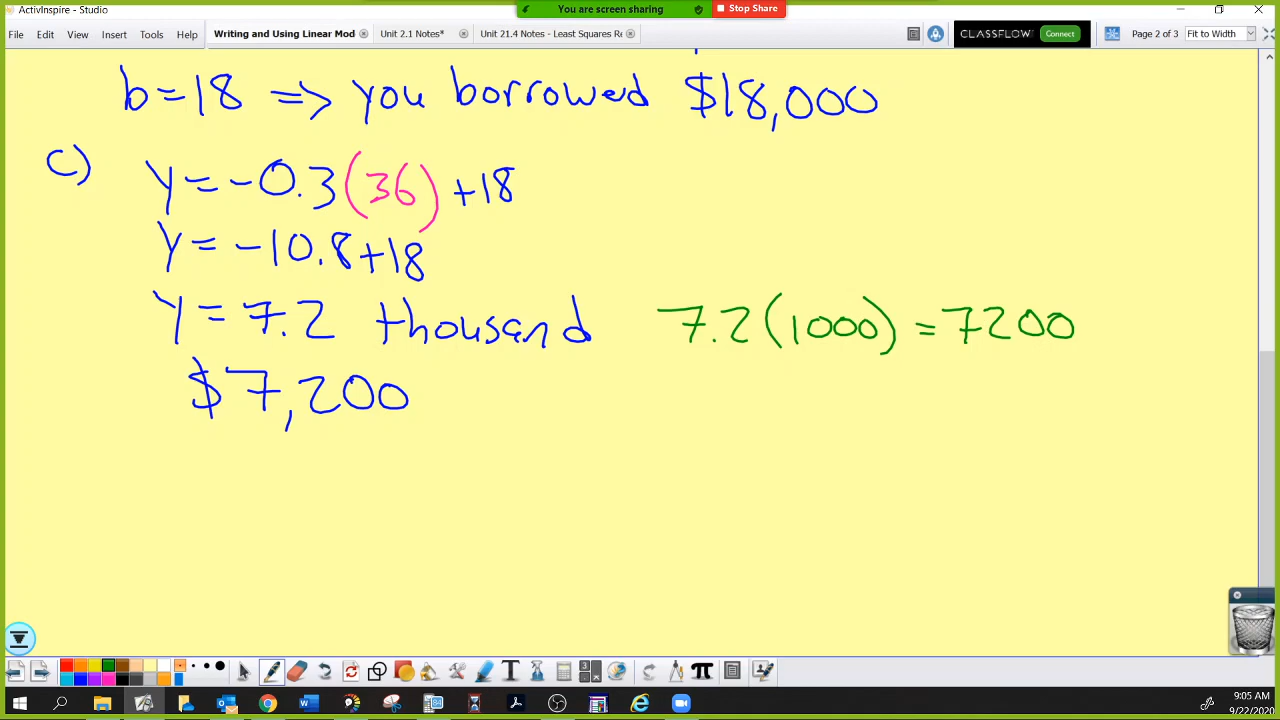 ActivInspire - Studio
You are screen sharing
Stop Share
File Edit View Insert Tools Help
Writing and Using Linear Mod
Unit 2.1 Notes*
Unit 21.4 Notes - Least Squares Re
CLASSFLOW Connect
Page 2 of 3
Fit to Width
b=18 => you borrowed $18,000
c)
y=-0.3(36)+18
y=-10.8+18
y=7.2 thousand 7.2(1000)=7200
$7,200
9:05 AM
9/22/2020